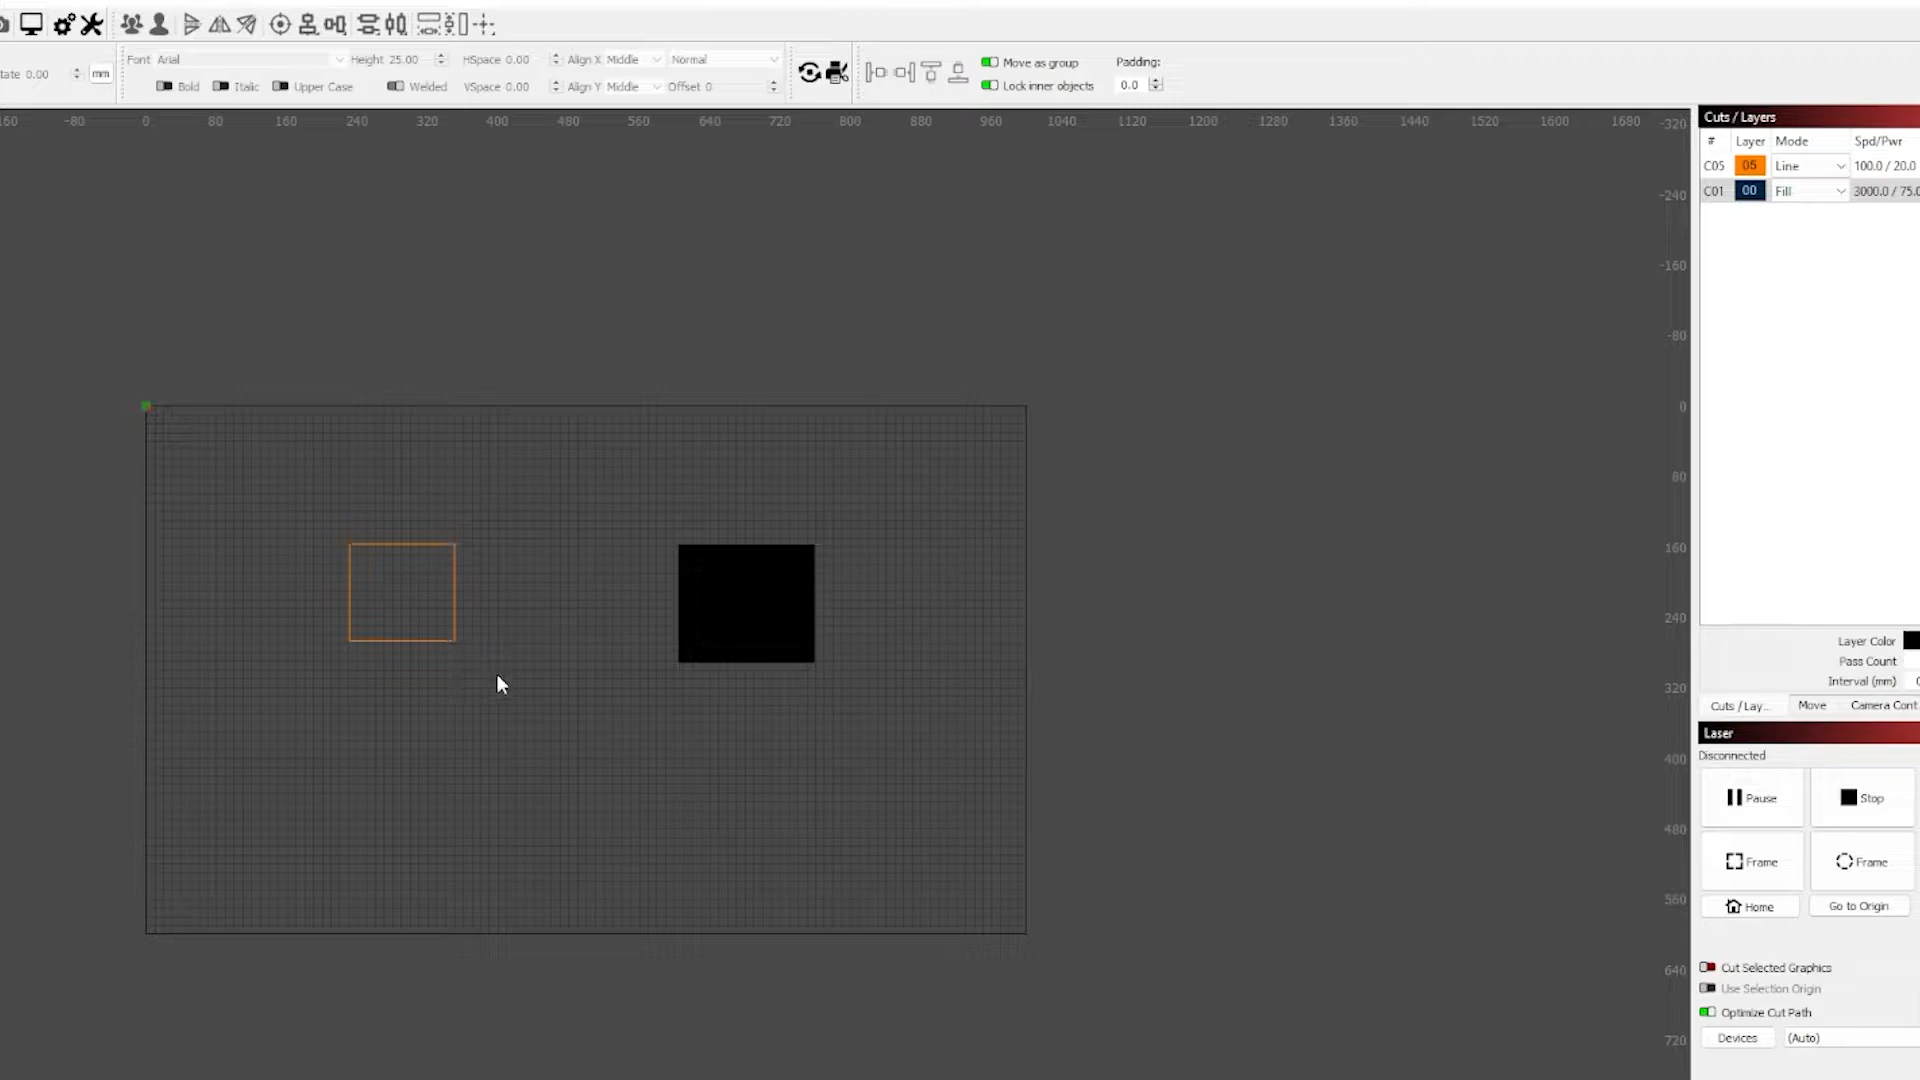 Font Arial Height 25.00 HSpace 0.00 Align X Middle Normal
tate 0.00 mm
Bold Italic Upper Case Welded VSpace 0.00 Align Y Middle Offset 0
Move as group
Lock inner objects
Padding:
0.0
160 -80 0 80 160 240 320 400 480 560 640 720 800 880 960 1040 1120 1200 1280 1360 1440 1520 1600 1680
-320
-240
-160
-80
0
80
160
240
320
400
480
560
640
720
Cuts / Layers
# Layer Mode Spd/Pwr
C05 05 Line 100.0 / 20.0
C01 00 Fill 3000.0 / 75.0
Layer Color
Pass Count
Interval (mm)
Cuts / Lay... Move Camera Cont
Laser
Disconnected
Pause Stop
Frame Frame
Home Go to Origin
Cut Selected Graphics
Use Selection Origin
Optimize Cut Path
Devices (Auto)